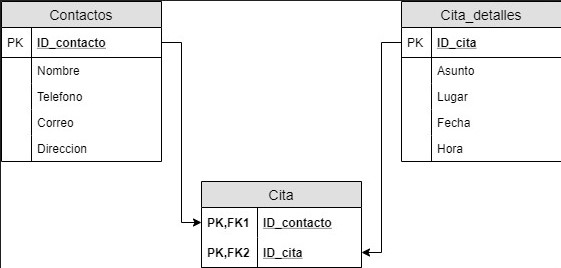 Contactos
PK ID_contacto
Nombre
Telefono
Correo
Direccion
Cita_detalles
PK ID_cita
Asunto
Lugar
Fecha
Hora
Cita
PK,FK1 ID_contacto
PK,FK2 ID_cita